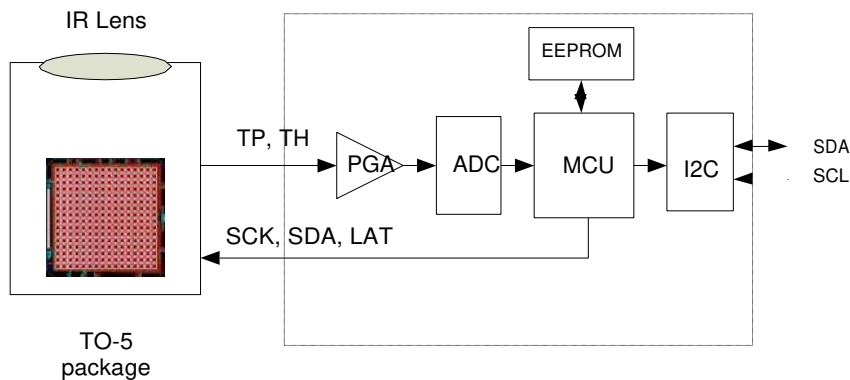 IR Lens
EEPROM
TP, TH
PGA
ADC
MCU
I2C
SDA
SCL
SCK, SDA, LAT
TO-5
package